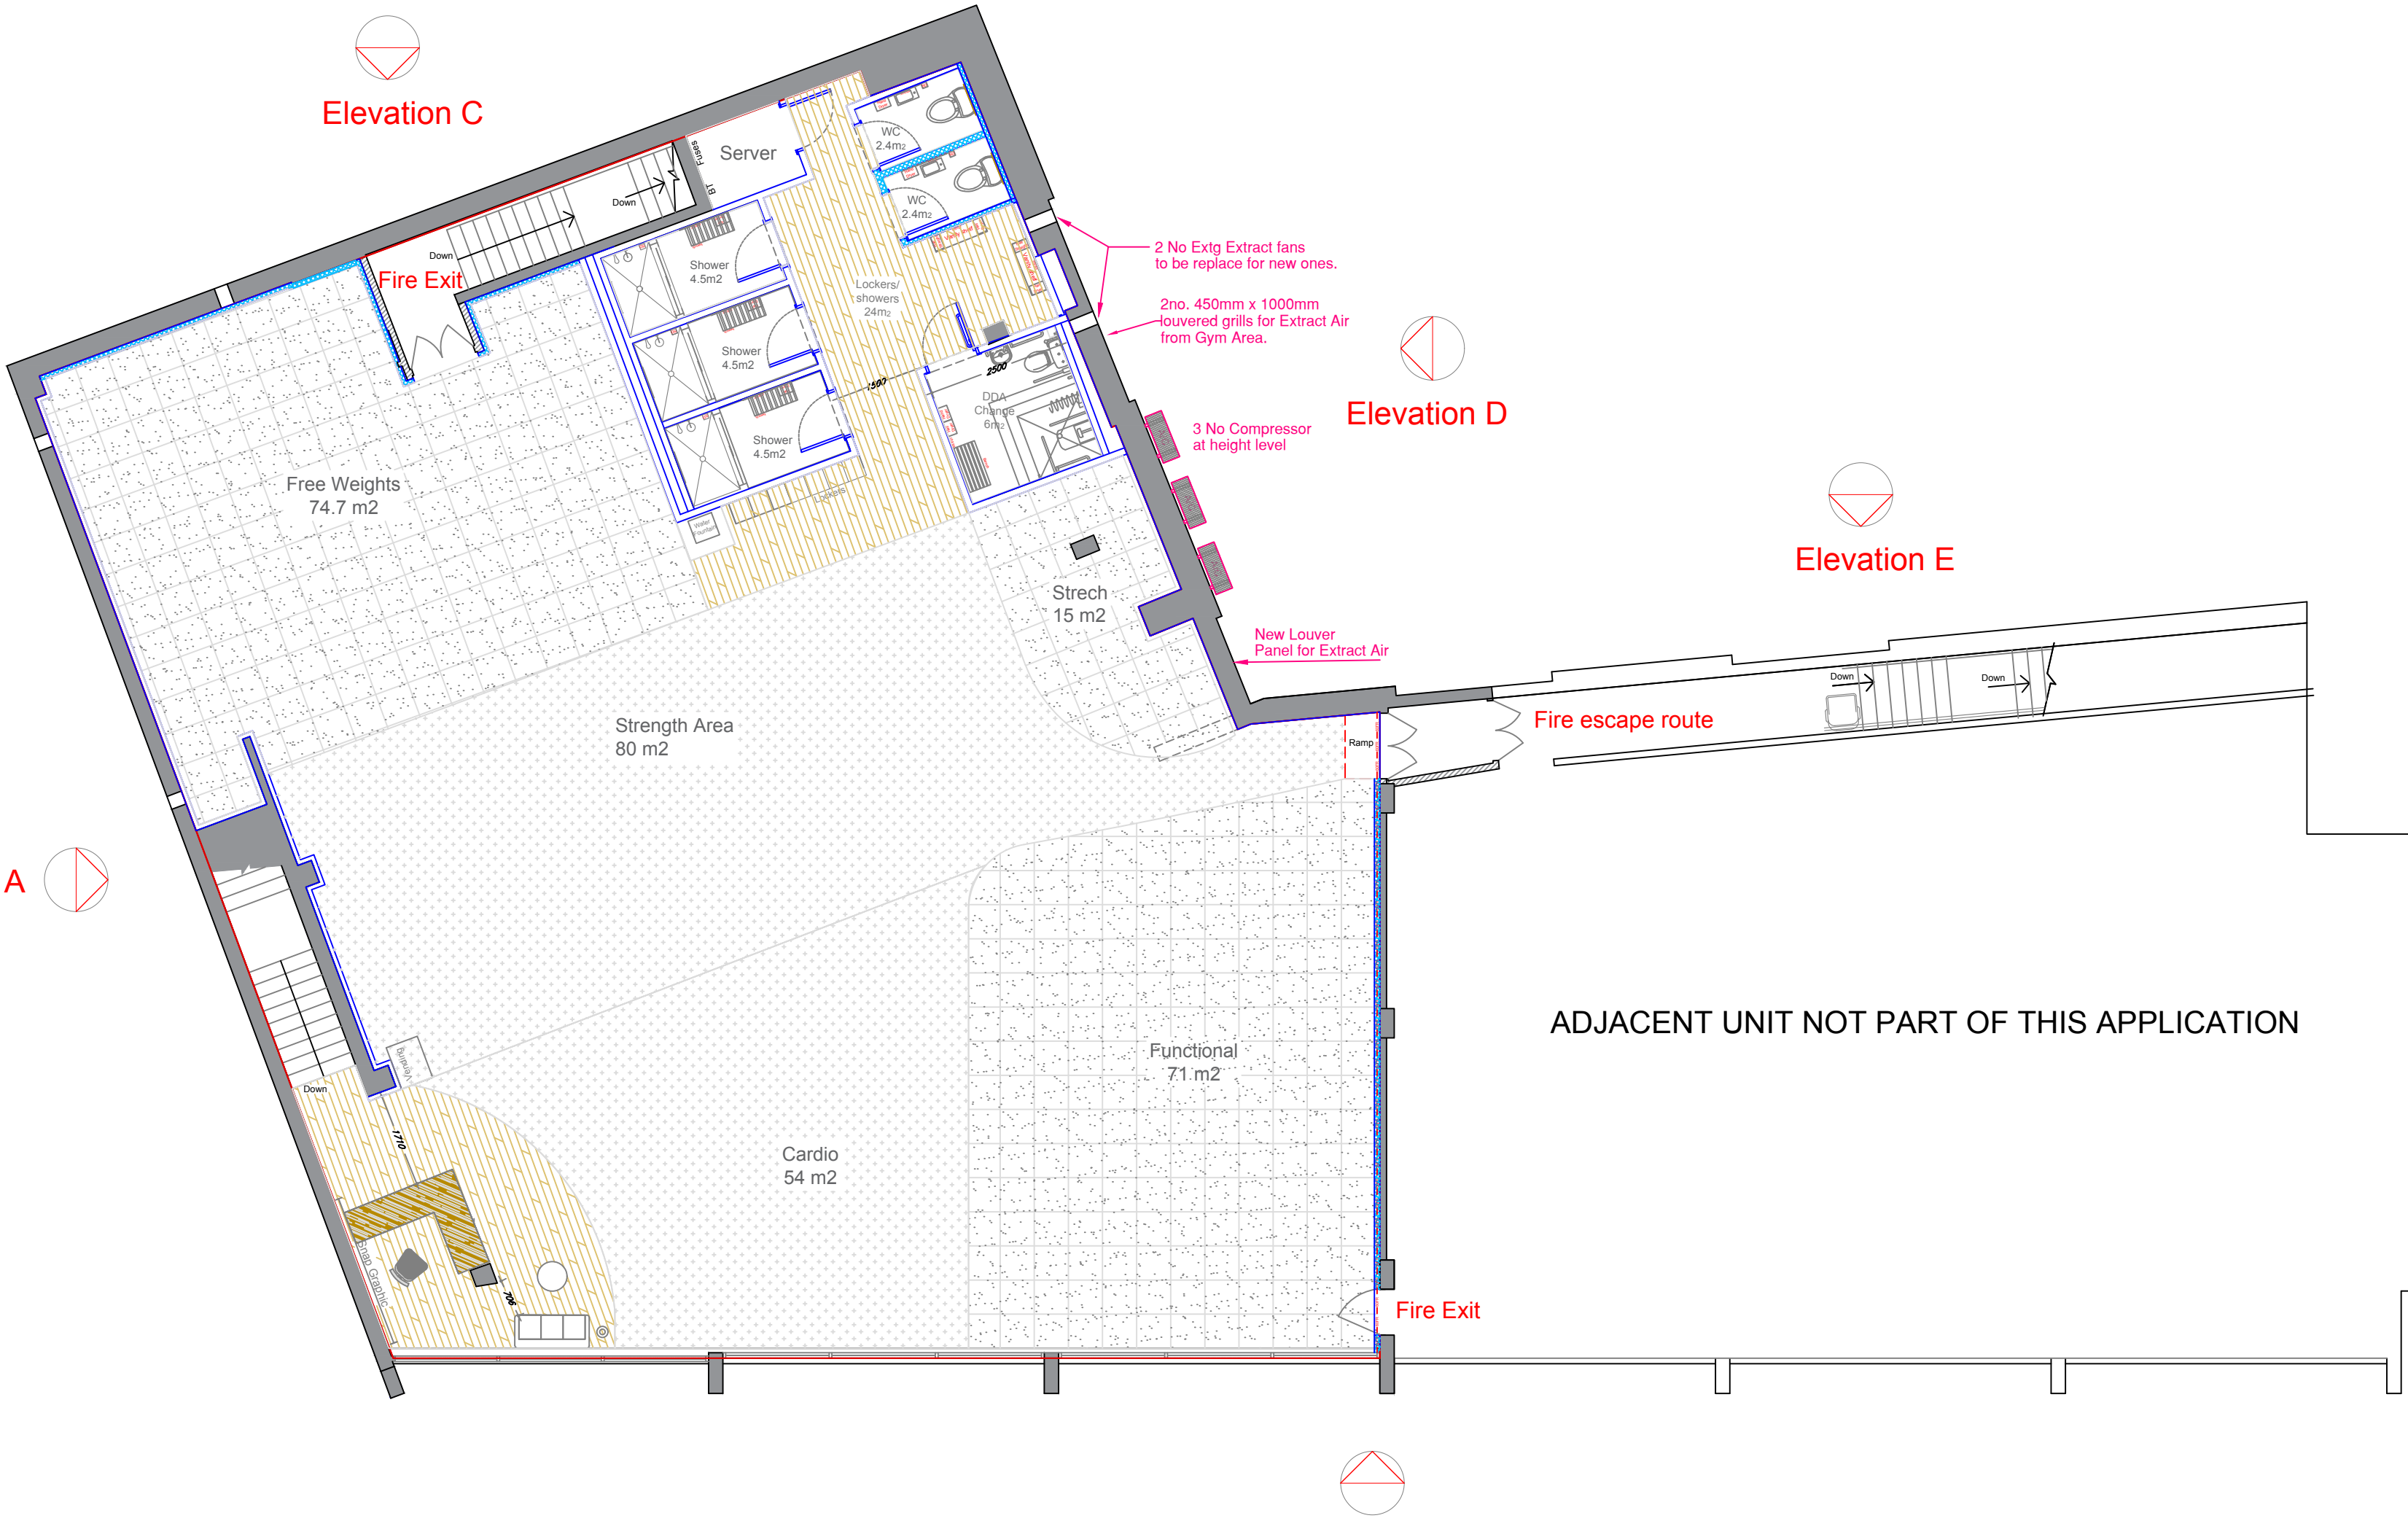 Elevation C
Server
Fuses
BT
WC
2.4m2
WC
2.4m2
Down
Down
Fire Exit
Shower
4.5m2
Lockers/
showers
24m2
Shower
4.5m2
Shower
4.5m2
1500
2500
DDA
Change
6m2
Lockers
Water
Fountain
2 No Extg Extract fans
to be replace for new ones.
2no. 450mm x 1000mm
louvered grills for Extract Air
from Gym Area.
Elevation D
3 No Compressor
at height level
Free Weights
74.7 m2
Strech
15 m2
New Louver
Panel for Extract Air
Elevation E
Down
Down
Fire escape route
Ramp
Strength Area
80 m2
A
Down
Vending
1710
Snap Graphic
706
Cardio
54 m2
Functional
71 m2
ADJACENT UNIT NOT PART OF THIS APPLICATION
Fire Exit